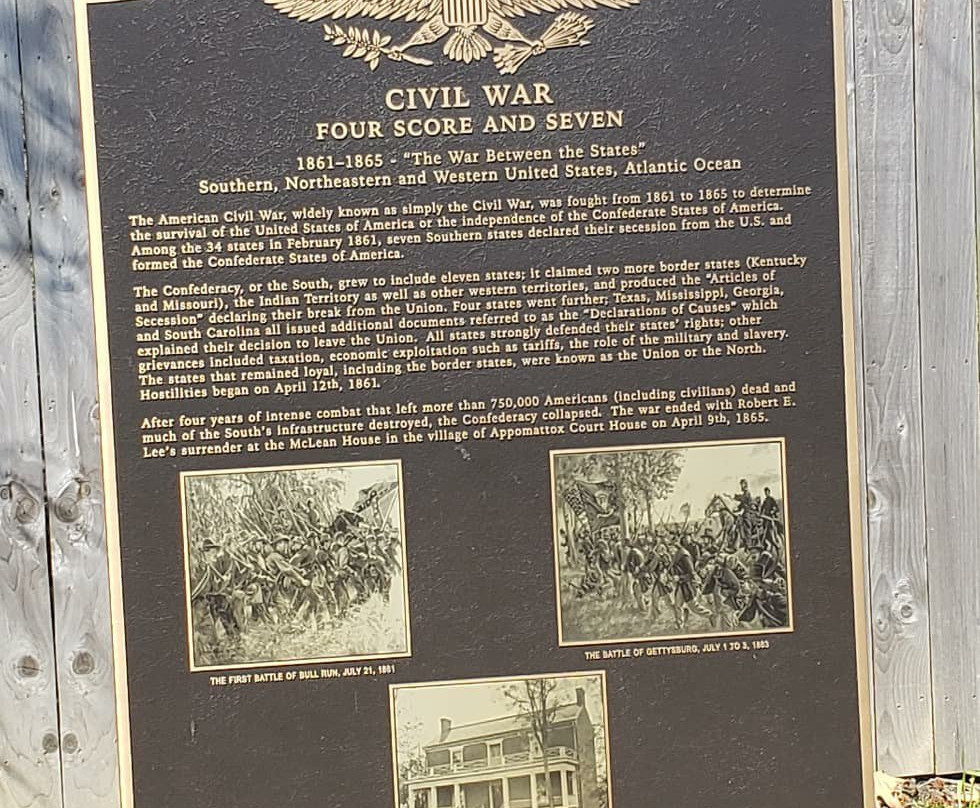 CIVIL WAR
FOUR SCORE AND SEVEN
1861–1865 - "The War Between the States"
Southern, Northeastern and Western United States, Atlantic Ocean
The American Civil War, widely known as simply the Civil War, was fought from 1861 to 1865 to determine
the survival of the United States of America or the independence of the Confederate States of America.
Among the 34 states in February 1861, seven Southern states declared their secession from the U.S. and
formed the Confederate States of America.
The Confederacy, or the South, grew to include eleven states; it claimed two more border states (Kentucky
and Missouri), the Indian Territory as well as other western territories, and produced the "Articles of
Secession" declaring their break from the Union. Four states went further; Texas, Mississippi, Georgia,
and South Carolina all issued additional documents referred to as the "Declarations of Causes" which
explained their decision to leave the Union. All states strongly defended their states' rights; other
grievances included taxation, economic exploitation such as tariffs, the role of the military and slavery.
The states that remained loyal, including the border states, were known as the Union or the North.
Hostilities began on April 12th, 1861.
After four years of intense combat that left more than 750,000 Americans (including civilians) dead and
much of the South's infrastructure destroyed, the Confederacy collapsed. The war ended with Robert E.
Lee's surrender at the McLean House in the village of Appomattox Court House on April 9th, 1865.
THE FIRST BATTLE OF BULL RUN, JULY 21, 1861
THE BATTLE OF GETTYSBURG, JULY 1 TO 3, 1863